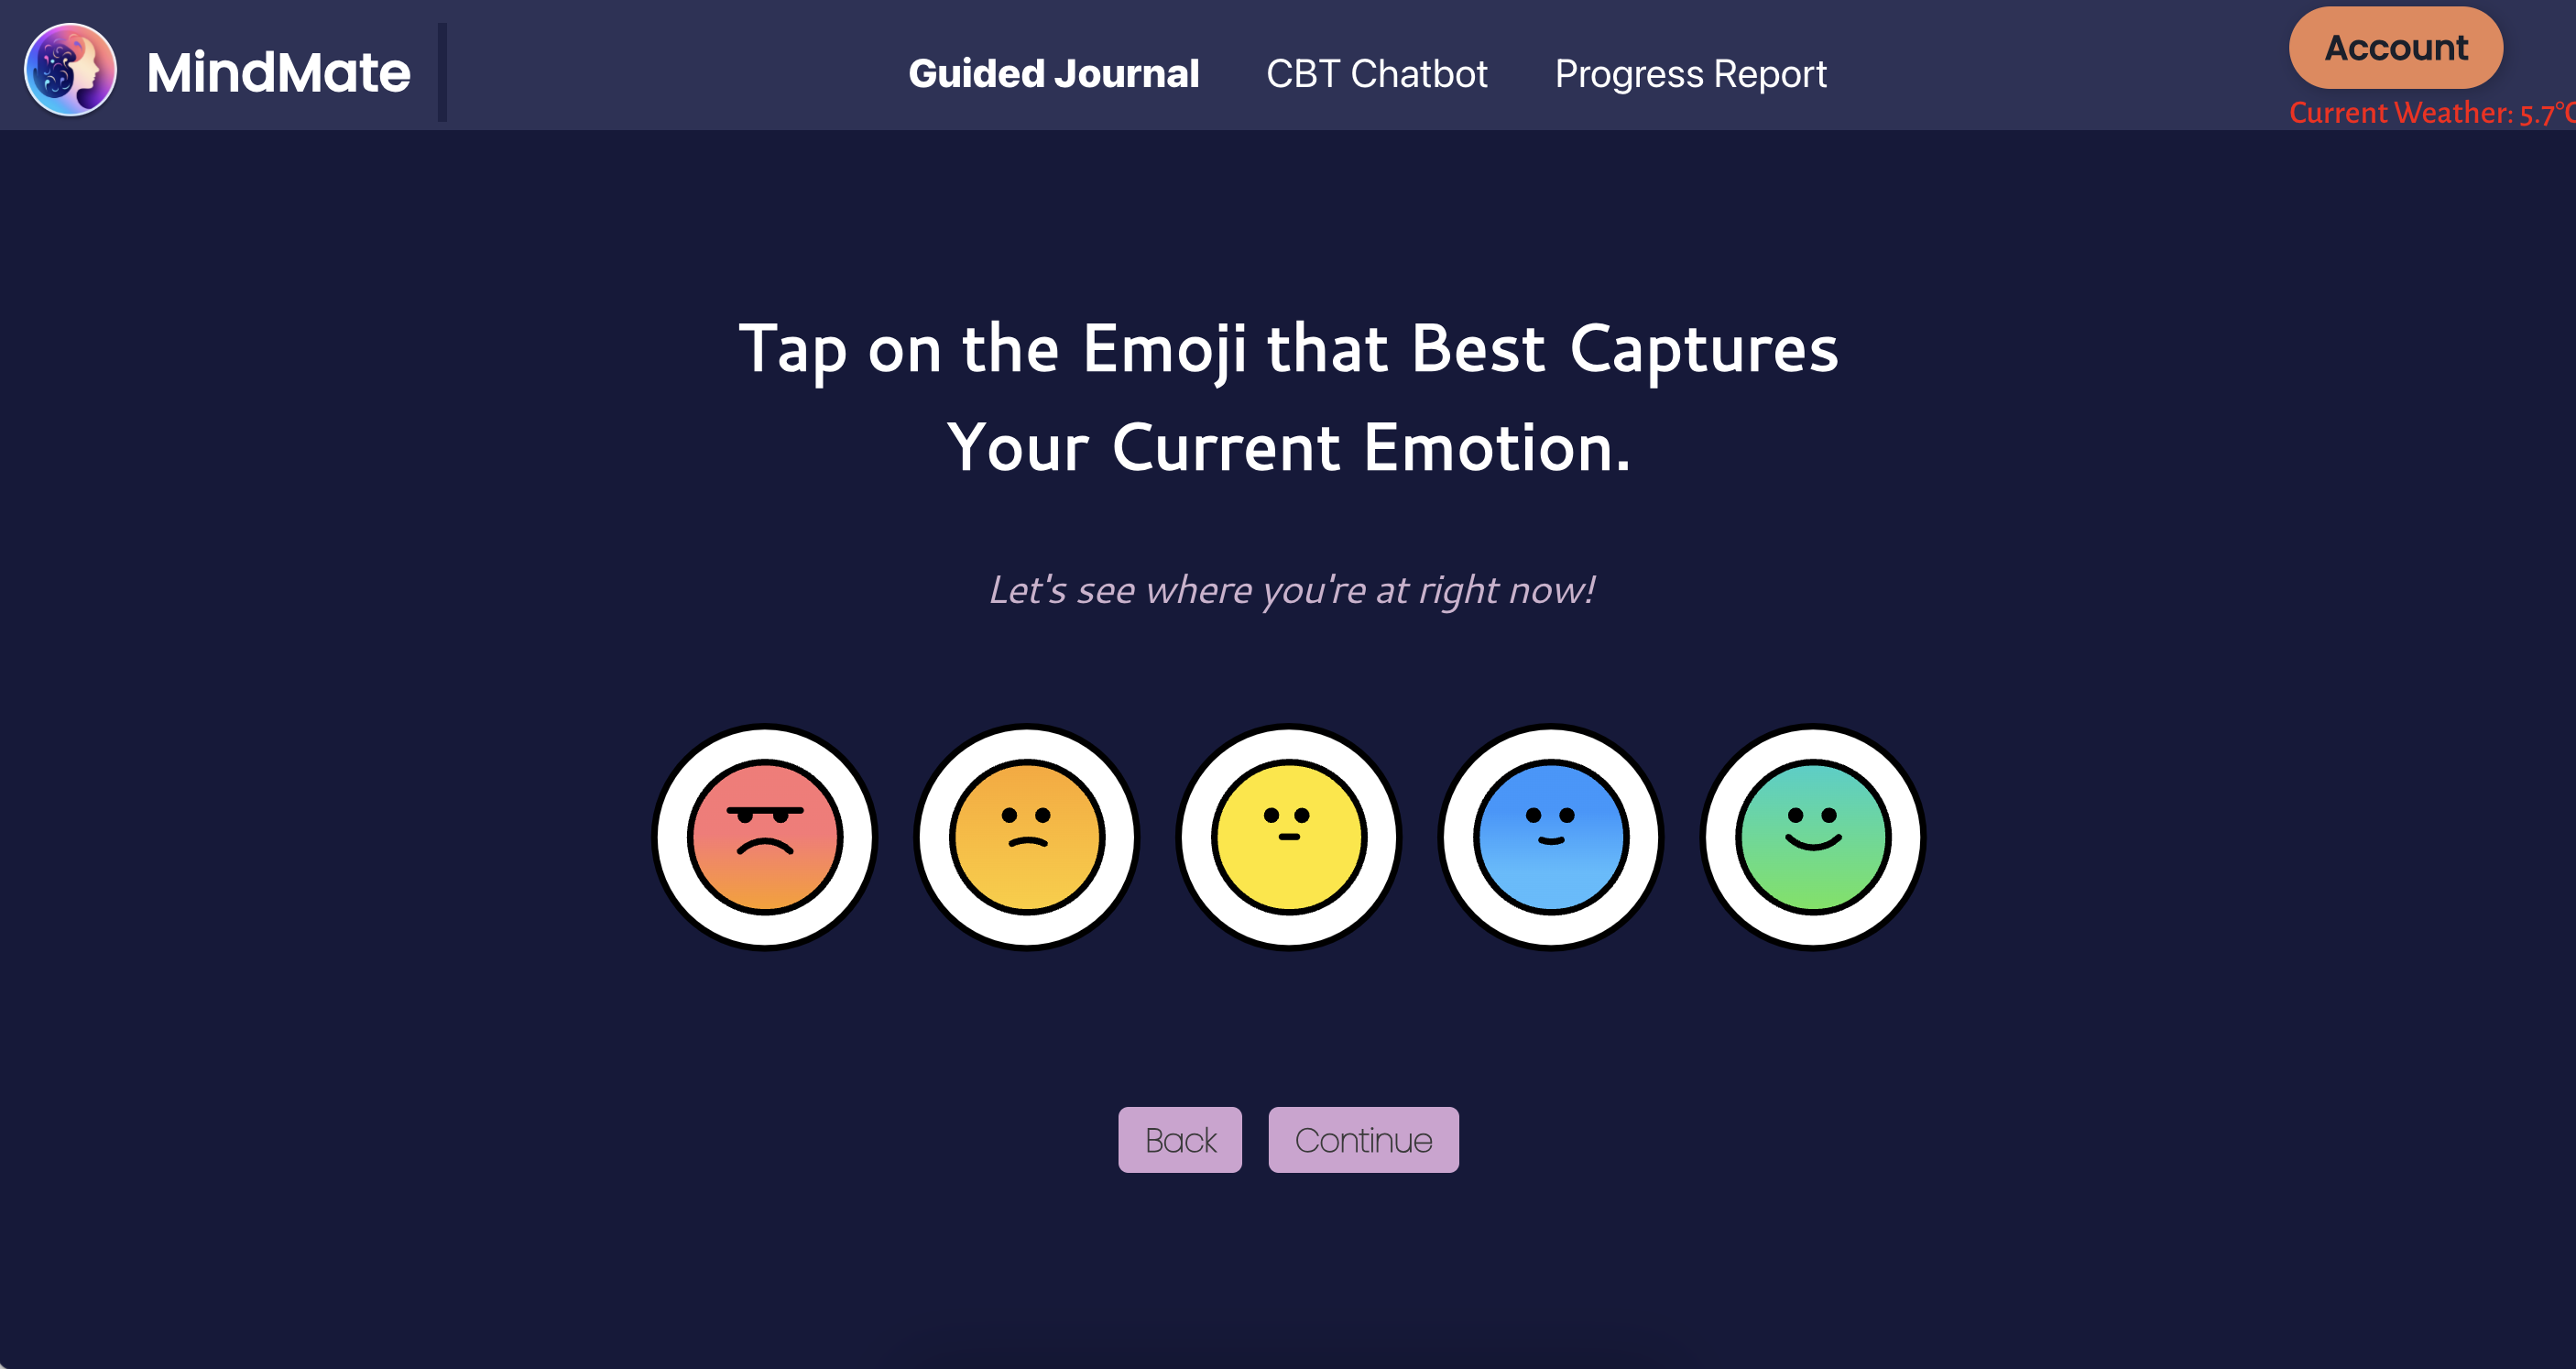 MindMate
Guided Journal CBT Chatbot Progress Report
Account
Current Weather: 5.7°C
Tap on the Emoji that Best Captures
Your Current Emotion.
Let's see where you're at right now!
Back Continue